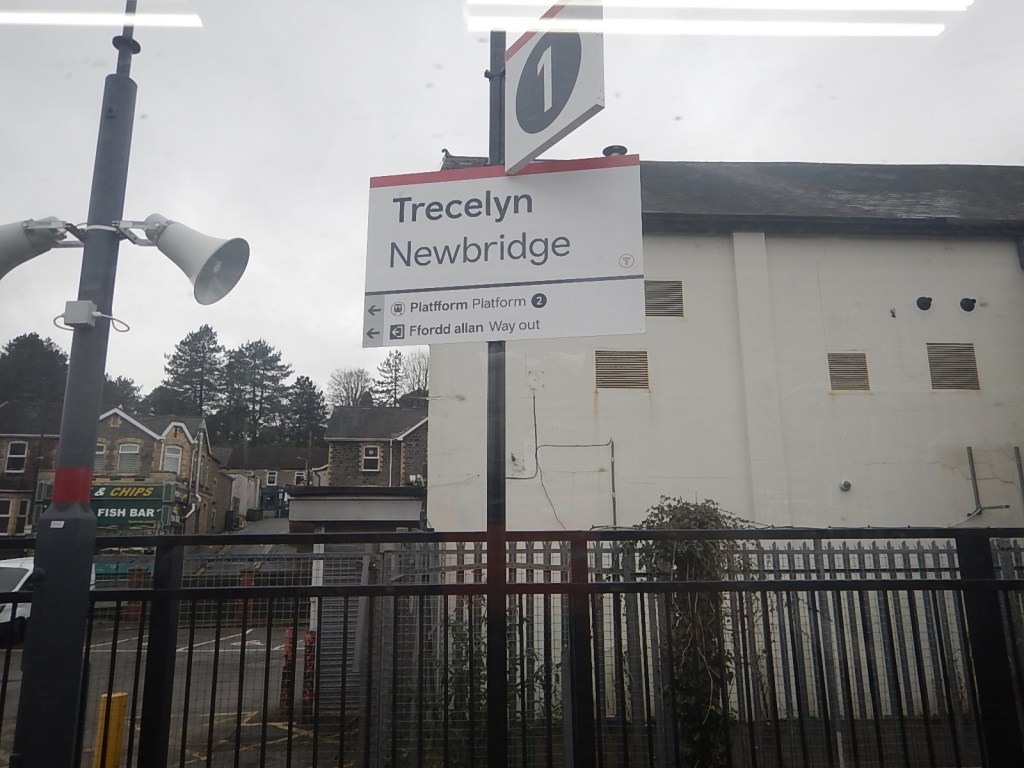 1
Trecelyn
Newbridge
T
Platfform Platform 2
Ffordd allan Way out
& CHIPS
FISH BAR